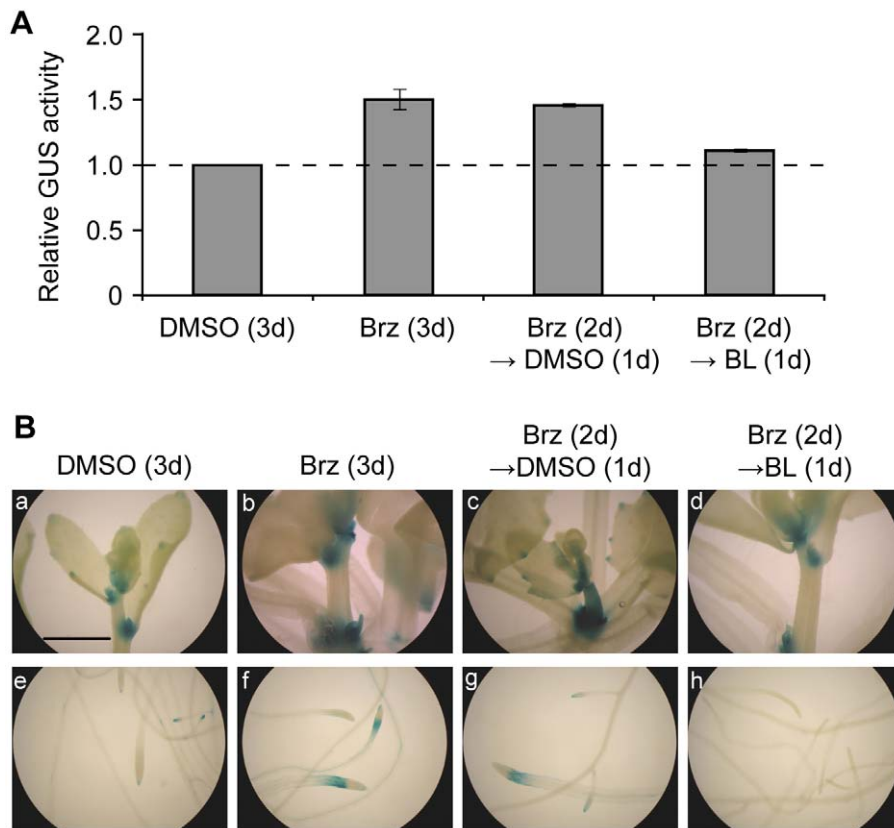 A
2.0
1.5
1.0
0.5
0
Relative GUS activity
DMSO (3d)
Brz (3d)
Brz (2d)
→ DMSO (1d)
Brz (2d)
→ BL (1d)
B
DMSO (3d)
Brz (3d)
Brz (2d)
→DMSO (1d)
Brz (2d)
→BL (1d)
a
b
c
d
e
f
g
h